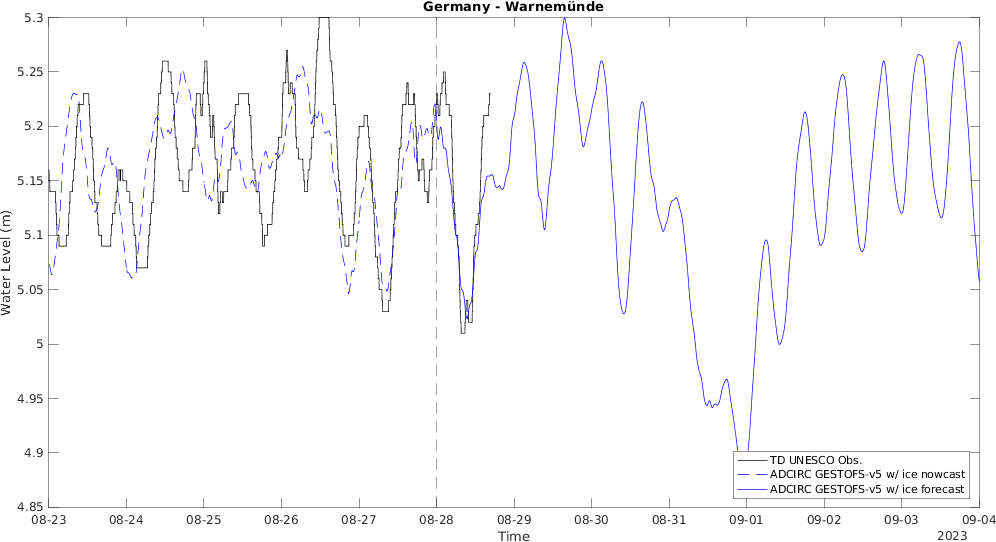 Germany - Warnemünde
5.3
5.25
5.2
5.15
5.1
5.05
5
4.95
4.9
4.85
Water Level (m)
TD UNESCO Obs.
ADCIRC GESTOFS-v5 w/ ice nowcast
ADCIRC GESTOFS-v5 w/ ice forecast
08-23 08-24 08-25 08-26 08-27 08-28 08-29 08-30 08-31 09-01 09-02 09-03 09-04
Time
2023